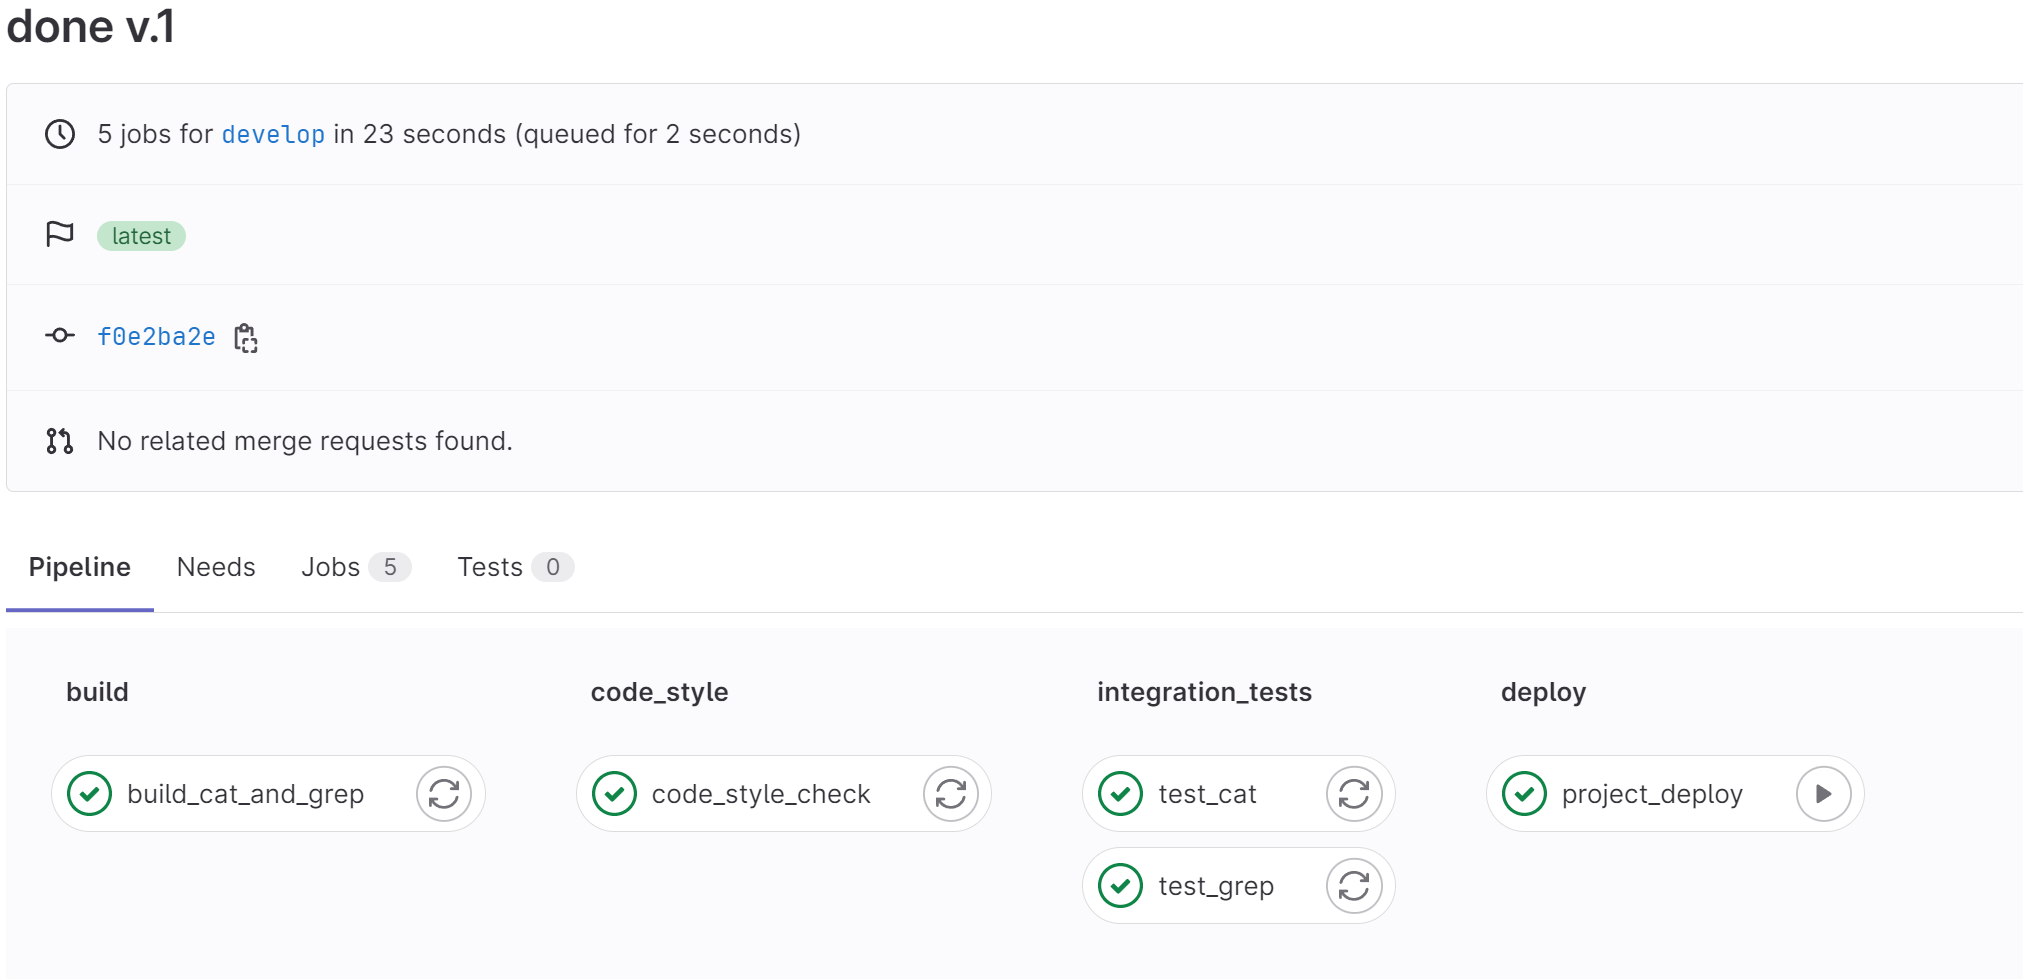 done v.1
5 jobs for develop in 23 seconds (queued for 2 seconds)
latest
f0e2ba2e
No related merge requests found.
Pipeline Needs Jobs 5 Tests 0
build code_style integration_tests deploy
build_cat_and_grep code_style_check test_cat project_deploy
test_grep